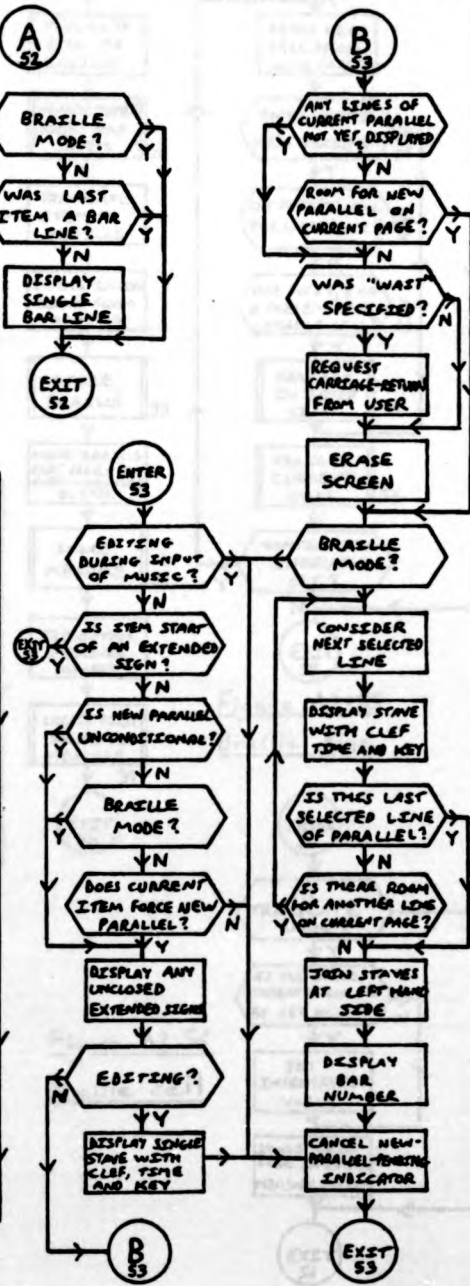 A
52
BRAILLE
MODE?
Y
N
WAS LAST
ITEM A BAR
LINE?
Y
N
DISPLAY
SINGLE
BAR LINE
EXIT
52
ENTER
53
EDITING
DURING INPUT
OF MUSIC?
Y
N
IS ITEM START
OF AN EXTENDED
SIGN?
EXIT
53
Y
N
IS NEW PARALLEL
UNCONDITIONAL?
Y
N
BRAILLE
MODE?
Y
N
DOES CURRENT
ITEM FORCE NEW
PARALLEL?
N
Y
DISPLAY ANY
UNCLOSED
EXTENDED SIGNS
EDITING?
N
Y
DISPLAY SINGLE
STAVE WITH
CLEF, TIME
AND KEY
B
53
B
53
ANY LINES OF
CURRENT PARALLEL
NOT YET DISPLAYED
?
Y
N
ROOM FOR NEW
PARALLEL ON
CURRENT PAGE?
Y
N
WAS "WAST"
SPECIFIED?
N
Y
REQUEST
CARRIAGE-RETURN
FROM USER
ERASE
SCREEN
BRAILLE
MODE?
CONSIDER
NEXT SELECTED
LINE
DISPLAY STAVE
WITH CLEF
TIME AND KEY
IS THIS LAST
SELECTED LINE
OF PARALLEL?
Y
N
IS THERE ROOM
FOR ANOTHER LINE
ON CURRENT PAGE?
Y
N
JOIN STAVES
AT LEFT HAND
SIDE
DISPLAY
BAR
NUMBER
CANCEL NEW-
PARALLEL-PENDING
INDICATOR
EXIT
53